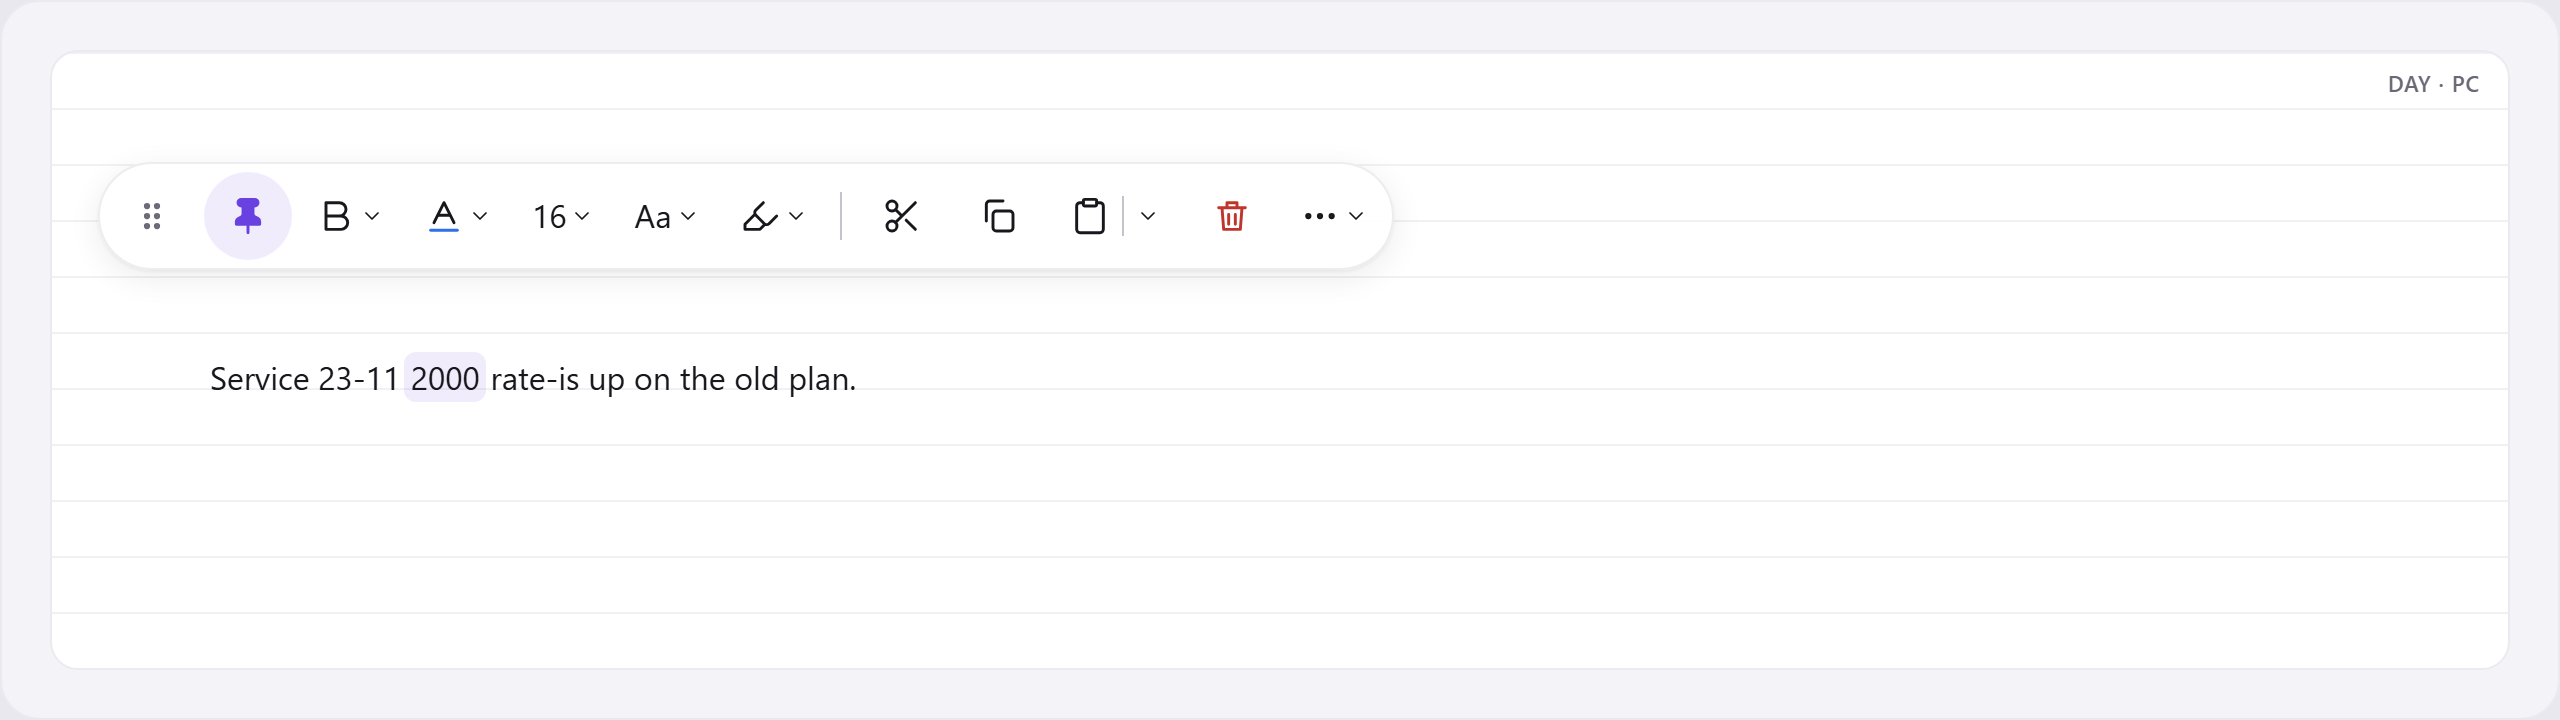 DAY · PC
B A 16 Aa
Service 23-11 2000 rate-is up on the old plan.